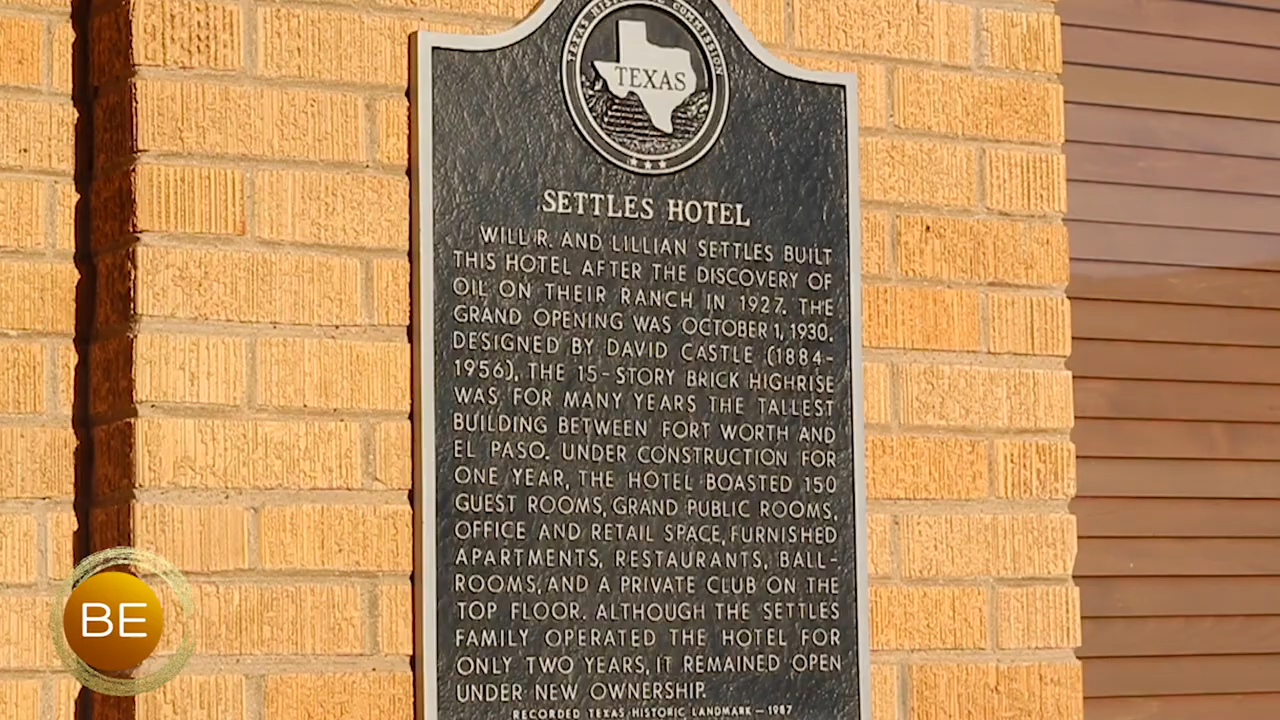 TEXAS HISTORICAL COMMISSION
TEXAS
SETTLES HOTEL
WILL R. AND LILLIAN SETTLES BUILT
THIS HOTEL AFTER THE DISCOVERY OF
OIL ON THEIR RANCH IN 1927. THE
GRAND OPENING WAS OCTOBER 1, 1930.
DESIGNED BY DAVID CASTLE (1884-
1956), THE 15-STORY BRICK HIGHRISE
WAS FOR MANY YEARS THE TALLEST
BUILDING BETWEEN FORT WORTH AND
EL PASO. UNDER CONSTRUCTION FOR
ONE YEAR, THE HOTEL BOASTED 150
GUEST ROOMS, GRAND PUBLIC ROOMS,
OFFICE AND RETAIL SPACE, FURNISHED
APARTMENTS, RESTAURANTS, BALL-
ROOMS, AND A PRIVATE CLUB ON THE
TOP FLOOR. ALTHOUGH THE SETTLES
FAMILY OPERATED THE HOTEL FOR
ONLY TWO YEARS, IT REMAINED OPEN
UNDER NEW OWNERSHIP.
RECORDED TEXAS HISTORIC LANDMARK – 1987
BE